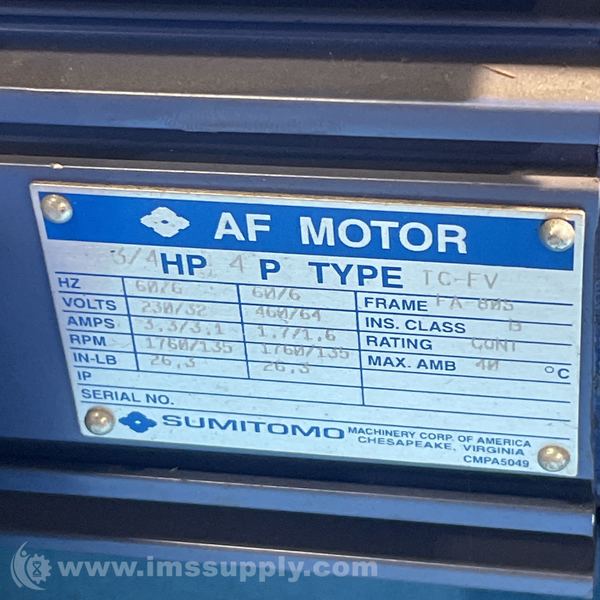 AF MOTOR
3/4 HP 4 P TYPE TC-FV
HZ 60/6 60/6 FRAME FA-80S
VOLTS 230/32 460/64 INS. CLASS B
AMPS 3,3/3,1 1,7/1,6 RATING CONT
RPM 1760/135 1760/135 MAX. AMB 40 °C
IN-LB 26,3 26,3
IP
SERIAL NO.
SUMITOMO MACHINERY CORP. OF AMERICA
CHESAPEAKE, VIRGINIA
CMPA5049
www.imssupply.com